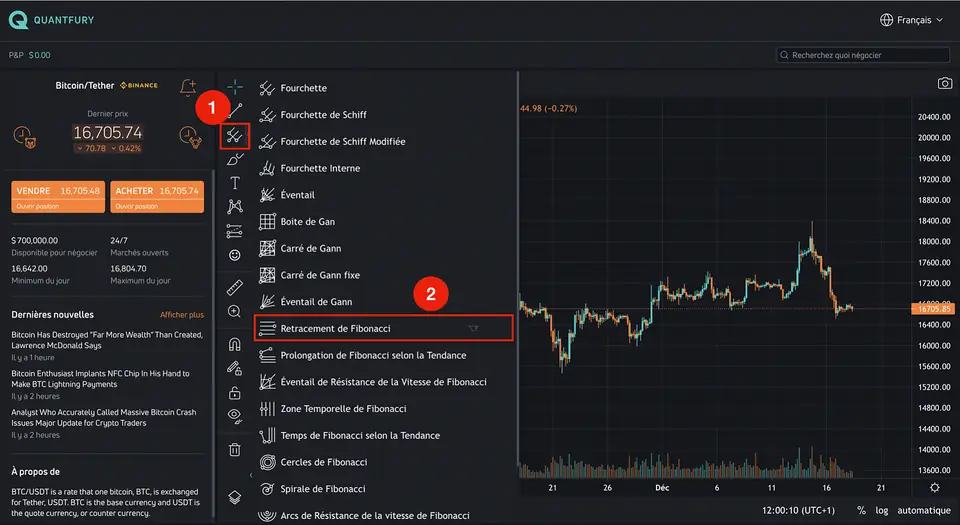 QUANTFURY
Français
P&P $0.00
Recherchez quoi négocier
Bitcoin/Tether BINANCE
Dernier prix
16,705.74
70.78 0.42%
VENDRE 16,705.48
Ouvrir position
ACHETER 16,705.74
Ouvrir position
$700,000.00
Disponible pour négocier
24/7
Marchés ouverts
16,642.00
Minimum du jour
16,804.70
Maximum du jour
Dernières nouvelles
Afficher plus
Bitcoin Has Destroyed "Far More Wealth" Than Created,
Lawrence McDonald Says
Il y a 1 heure
Bitcoin Enthusiast Implants NFC Chip In His Hand to
Make BTC Lightning Payments
Il y a 2 heures
Analyst Who Accurately Called Massive Bitcoin Crash
Issues Major Update for Crypto Traders
Il y a 2 heures
À propos de
BTC/USDT is a rate that one bitcoin, BTC, is exchanged
for Tether, USDT. BTC is the base currency and USDT is
the quote currency, or counter currency.
1
T
Fourchette
Fourchette de Schiff
Fourchette de Schiff Modifiée
Fourchette Interne
Éventail
Boîte de Gan
Carré de Gann
Carré de Gann fixe
Éventail de Gann
2
Retracement de Fibonacci
Prolongation de Fibonacci selon la Tendance
Éventail de Résistance de la Vitesse de Fibonacci
Zone Temporelle de Fibonacci
Temps de Fibonacci selon la Tendance
Cercles de Fibonacci
Spirale de Fibonacci
Arcs de Résistance de la vitesse de Fibonacci
44.98 (−0.27%)
20400.00
20000.00
19600.00
19200.00
18800.00
18400.00
18000.00
17600.00
17200.00
16800.00
16705.85
16400.00
16000.00
15600.00
15200.00
14800.00
14400.00
14000.00
13600.00
21
26
Déc
6
11
16
21
12:00:10 (UTC+1) % log automatique